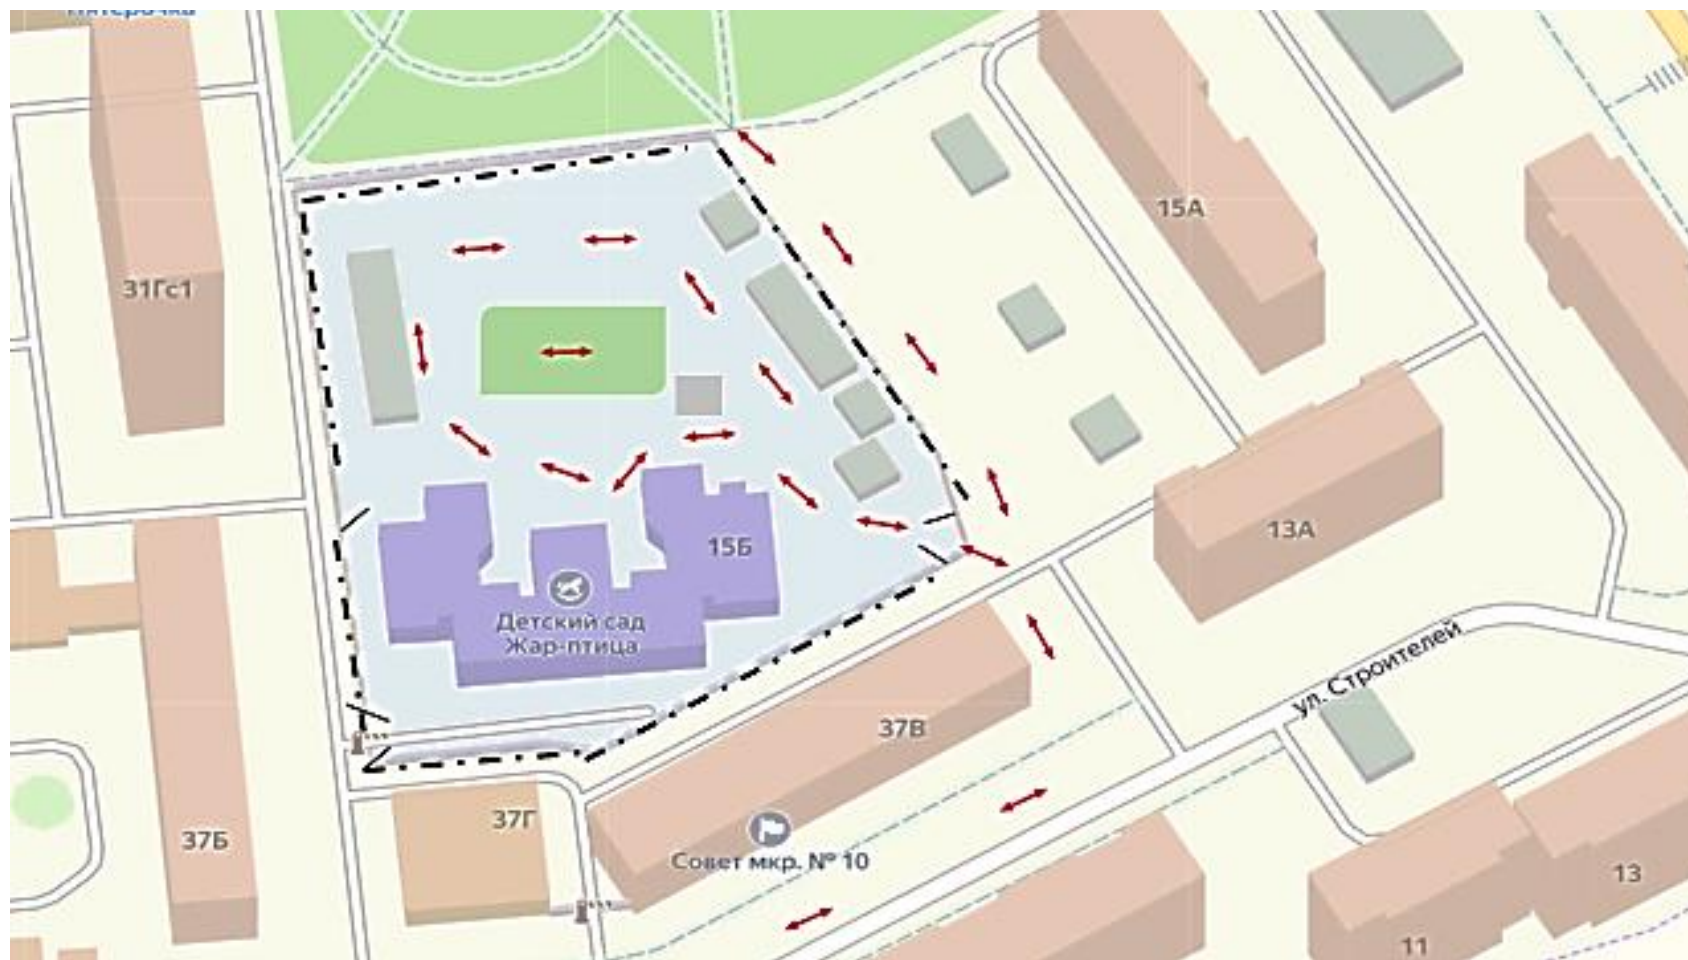 Пятёрочка
15А
31Гс1
13А
15Б
Детский сад
Жар-птица
ул. Строителей
37В
37Г
37Б
Совет мкр. № 10
13
11